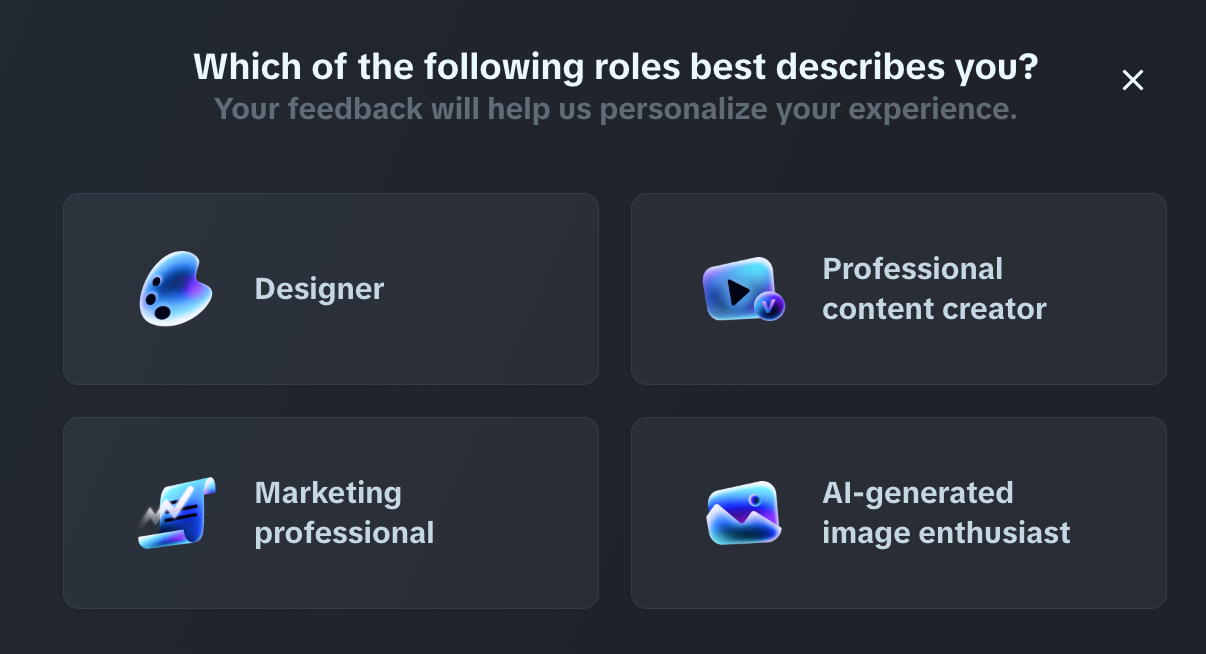 Which of the following roles best describes you?
Your feedback will help us personalize your experience.
Designer
Professional
content creator
Marketing
professional
AI-generated
image enthusiast